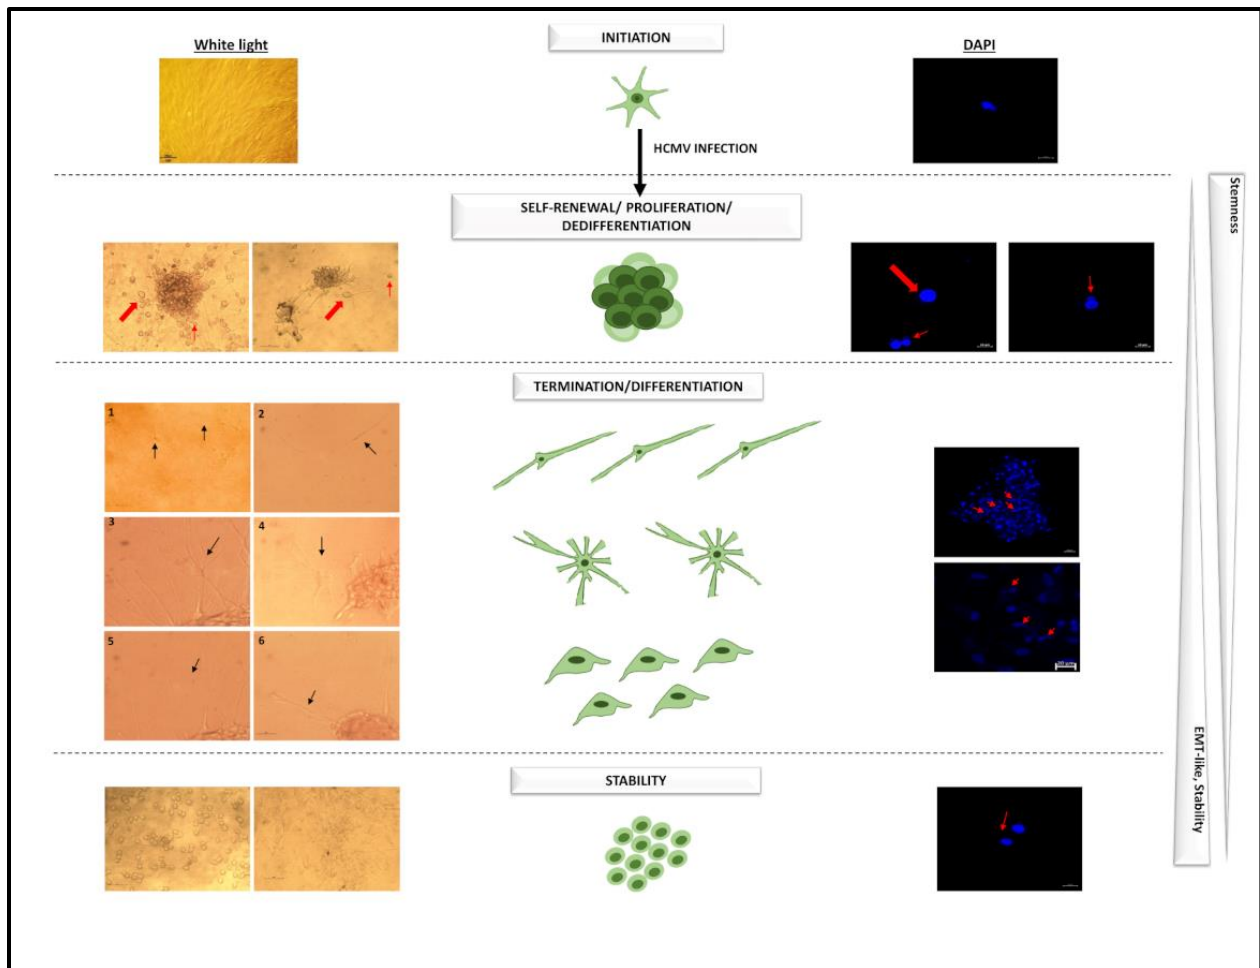 INITIATION
White light
DAPI
HCMV INFECTION
SELF-RENEWAL/ PROLIFERATION/
DEDIFFERENTIATION
Stemness
TERMINATION/DIFFERENTIATION
1
2
3
4
5
6
EMT-like, Stability
STABILITY